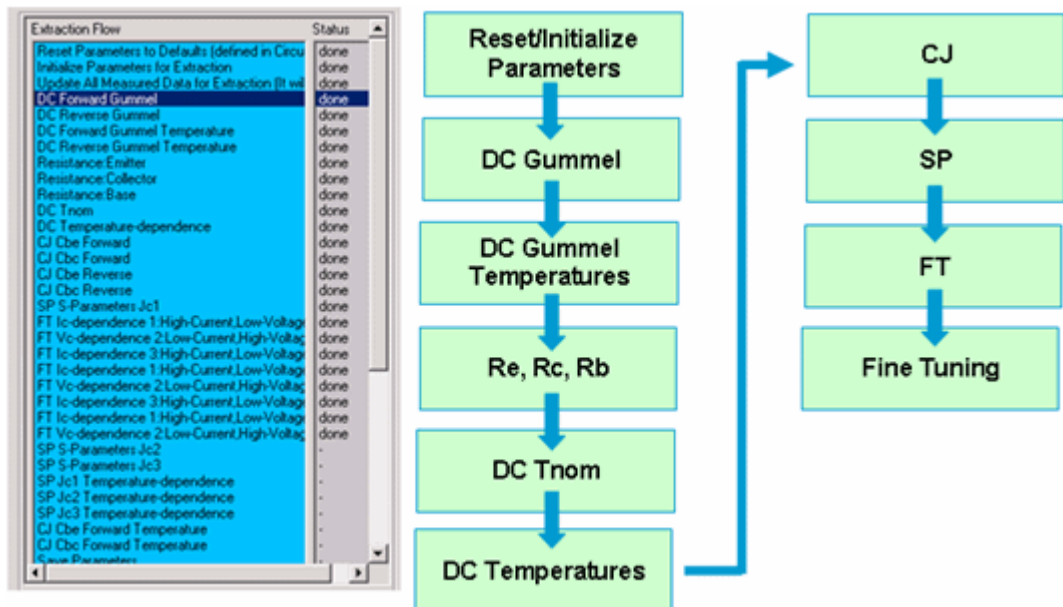 Extraction Flow Status
Reset Parameters to Defaults (defined in Circu done
Initialize Parameters for Extraction done
Update All Measured Data for Extraction (It wil done
DC Forward Gummel done
DC Reverse Gummel done
DC Forward Gummel Temperature done
DC Reverse Gummel Temperature done
Resistance:Emitter done
Resistance:Collector done
Resistance:Base done
DC Tnom done
DC Temperature-dependence done
CJ Cbe Forward done
CJ Cbc Forward done
CJ Cbe Reverse done
CJ Cbc Reverse done
SP S-Parameters Jc1 done
FT Ic-dependence 1:High-Current,Low-Voltage done
FT Vc-dependence 2:Low-Current,High-Voltag done
FT Ic-dependence 3:High-Current,Low-Voltage done
FT Ic-dependence 1:High-Current,Low-Voltage done
FT Vc-dependence 2:Low-Current,High-Voltag done
FT Ic-dependence 3:High-Current,Low-Voltage done
FT Ic-dependence 1:High-Current,Low-Voltage done
FT Vc-dependence 2:Low-Current,High-Voltag done
SP S-Parameters Jc2 -
SP S-Parameters Jc3 -
SP Jc1 Temperature-dependence -
SP Jc2 Temperature-dependence -
SP Jc3 Temperature-dependence -
CJ Cbe Forward Temperature -
CJ Cbc Forward Temperature -
Save Parameters -
Reset/Initialize
Parameters
DC Gummel
DC Gummel
Temperatures
Re, Rc, Rb
DC Tnom
DC Temperatures
CJ
SP
FT
Fine Tuning